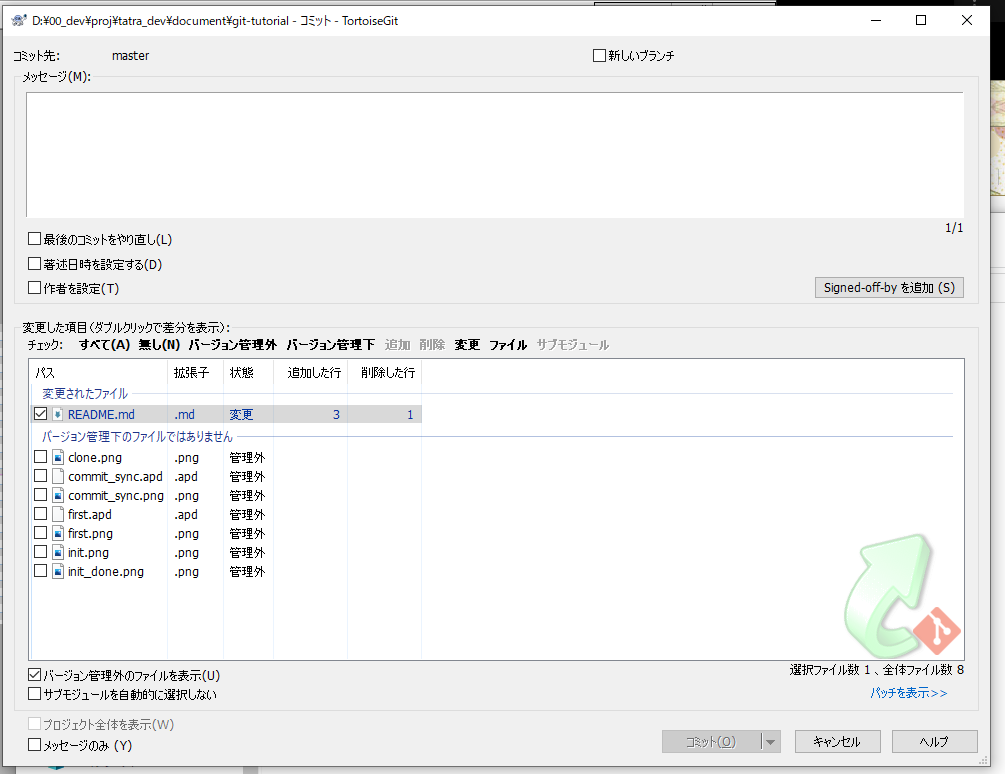 D:¥00_dev¥proj¥tatra_dev¥document¥git-tutorial - コミット - TortoiseGit
コミット先: master 新しいブランチ
メッセージ(M):
1/1
最後のコミットをやり直し(L)
著述日時を設定する(D)
作者を設定(T)
Signed-off-by を追加 (S)
変更した項目(ダブルクリックで差分を表示):
チェック: すべて(A) 無し(N) バージョン管理外 バージョン管理下 追加 削除 変更 ファイル サブモジュール
パス 拡張子 状態 追加した行 削除した行
変更されたファイル
README.md .md 変更 3 1
バージョン管理下のファイルではありません
clone.png .png 管理外
commit_sync.apd .apd 管理外
commit_sync.png .png 管理外
first.apd .apd 管理外
first.png .png 管理外
init.png .png 管理外
init_done.png .png 管理外
バージョン管理外のファイルを表示(U)
選択ファイル数 1 、全体ファイル数 8
サブモジュールを自動的に選択しない
パッチを表示>>
プロジェクト全体を表示(W)
メッセージのみ (Y)
コミット(O) キャンセル ヘルプ